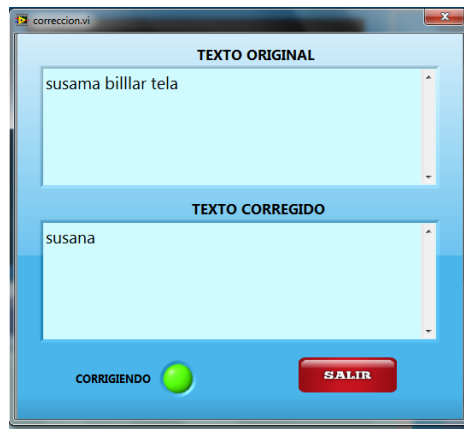 correccion.vi
TEXTO ORIGINAL
susama billlar tela
TEXTO CORREGIDO
susana
CORRIGIENDO
SALIR